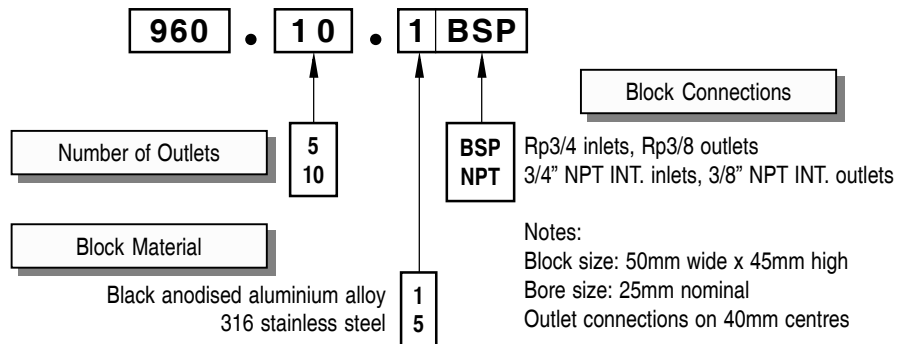 960 . 10 . 1 BSP
Block Connections
Number of Outlets
5
10
BSP Rp3/4 inlets, Rp3/8 outlets
NPT 3/4” NPT INT. inlets, 3/8” NPT INT. outlets
Block Material
Black anodised aluminium alloy 1
316 stainless steel 5
Notes:
Block size: 50mm wide x 45mm high
Bore size: 25mm nominal
Outlet connections on 40mm centres